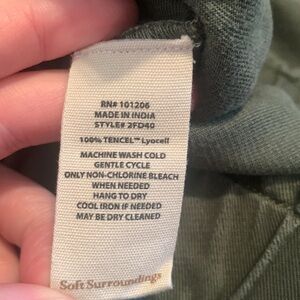 RN# 101206
MADE IN INDIA
STYLE# 2FD40
100% TENCEL™ Lyocell
MACHINE WASH COLD
GENTLE CYCLE
ONLY NON-CHLORINE BLEACH
WHEN NEEDED
HANG TO DRY
COOL IRON IF NEEDED
MAY BE DRY CLEANED
Soft Surroundings